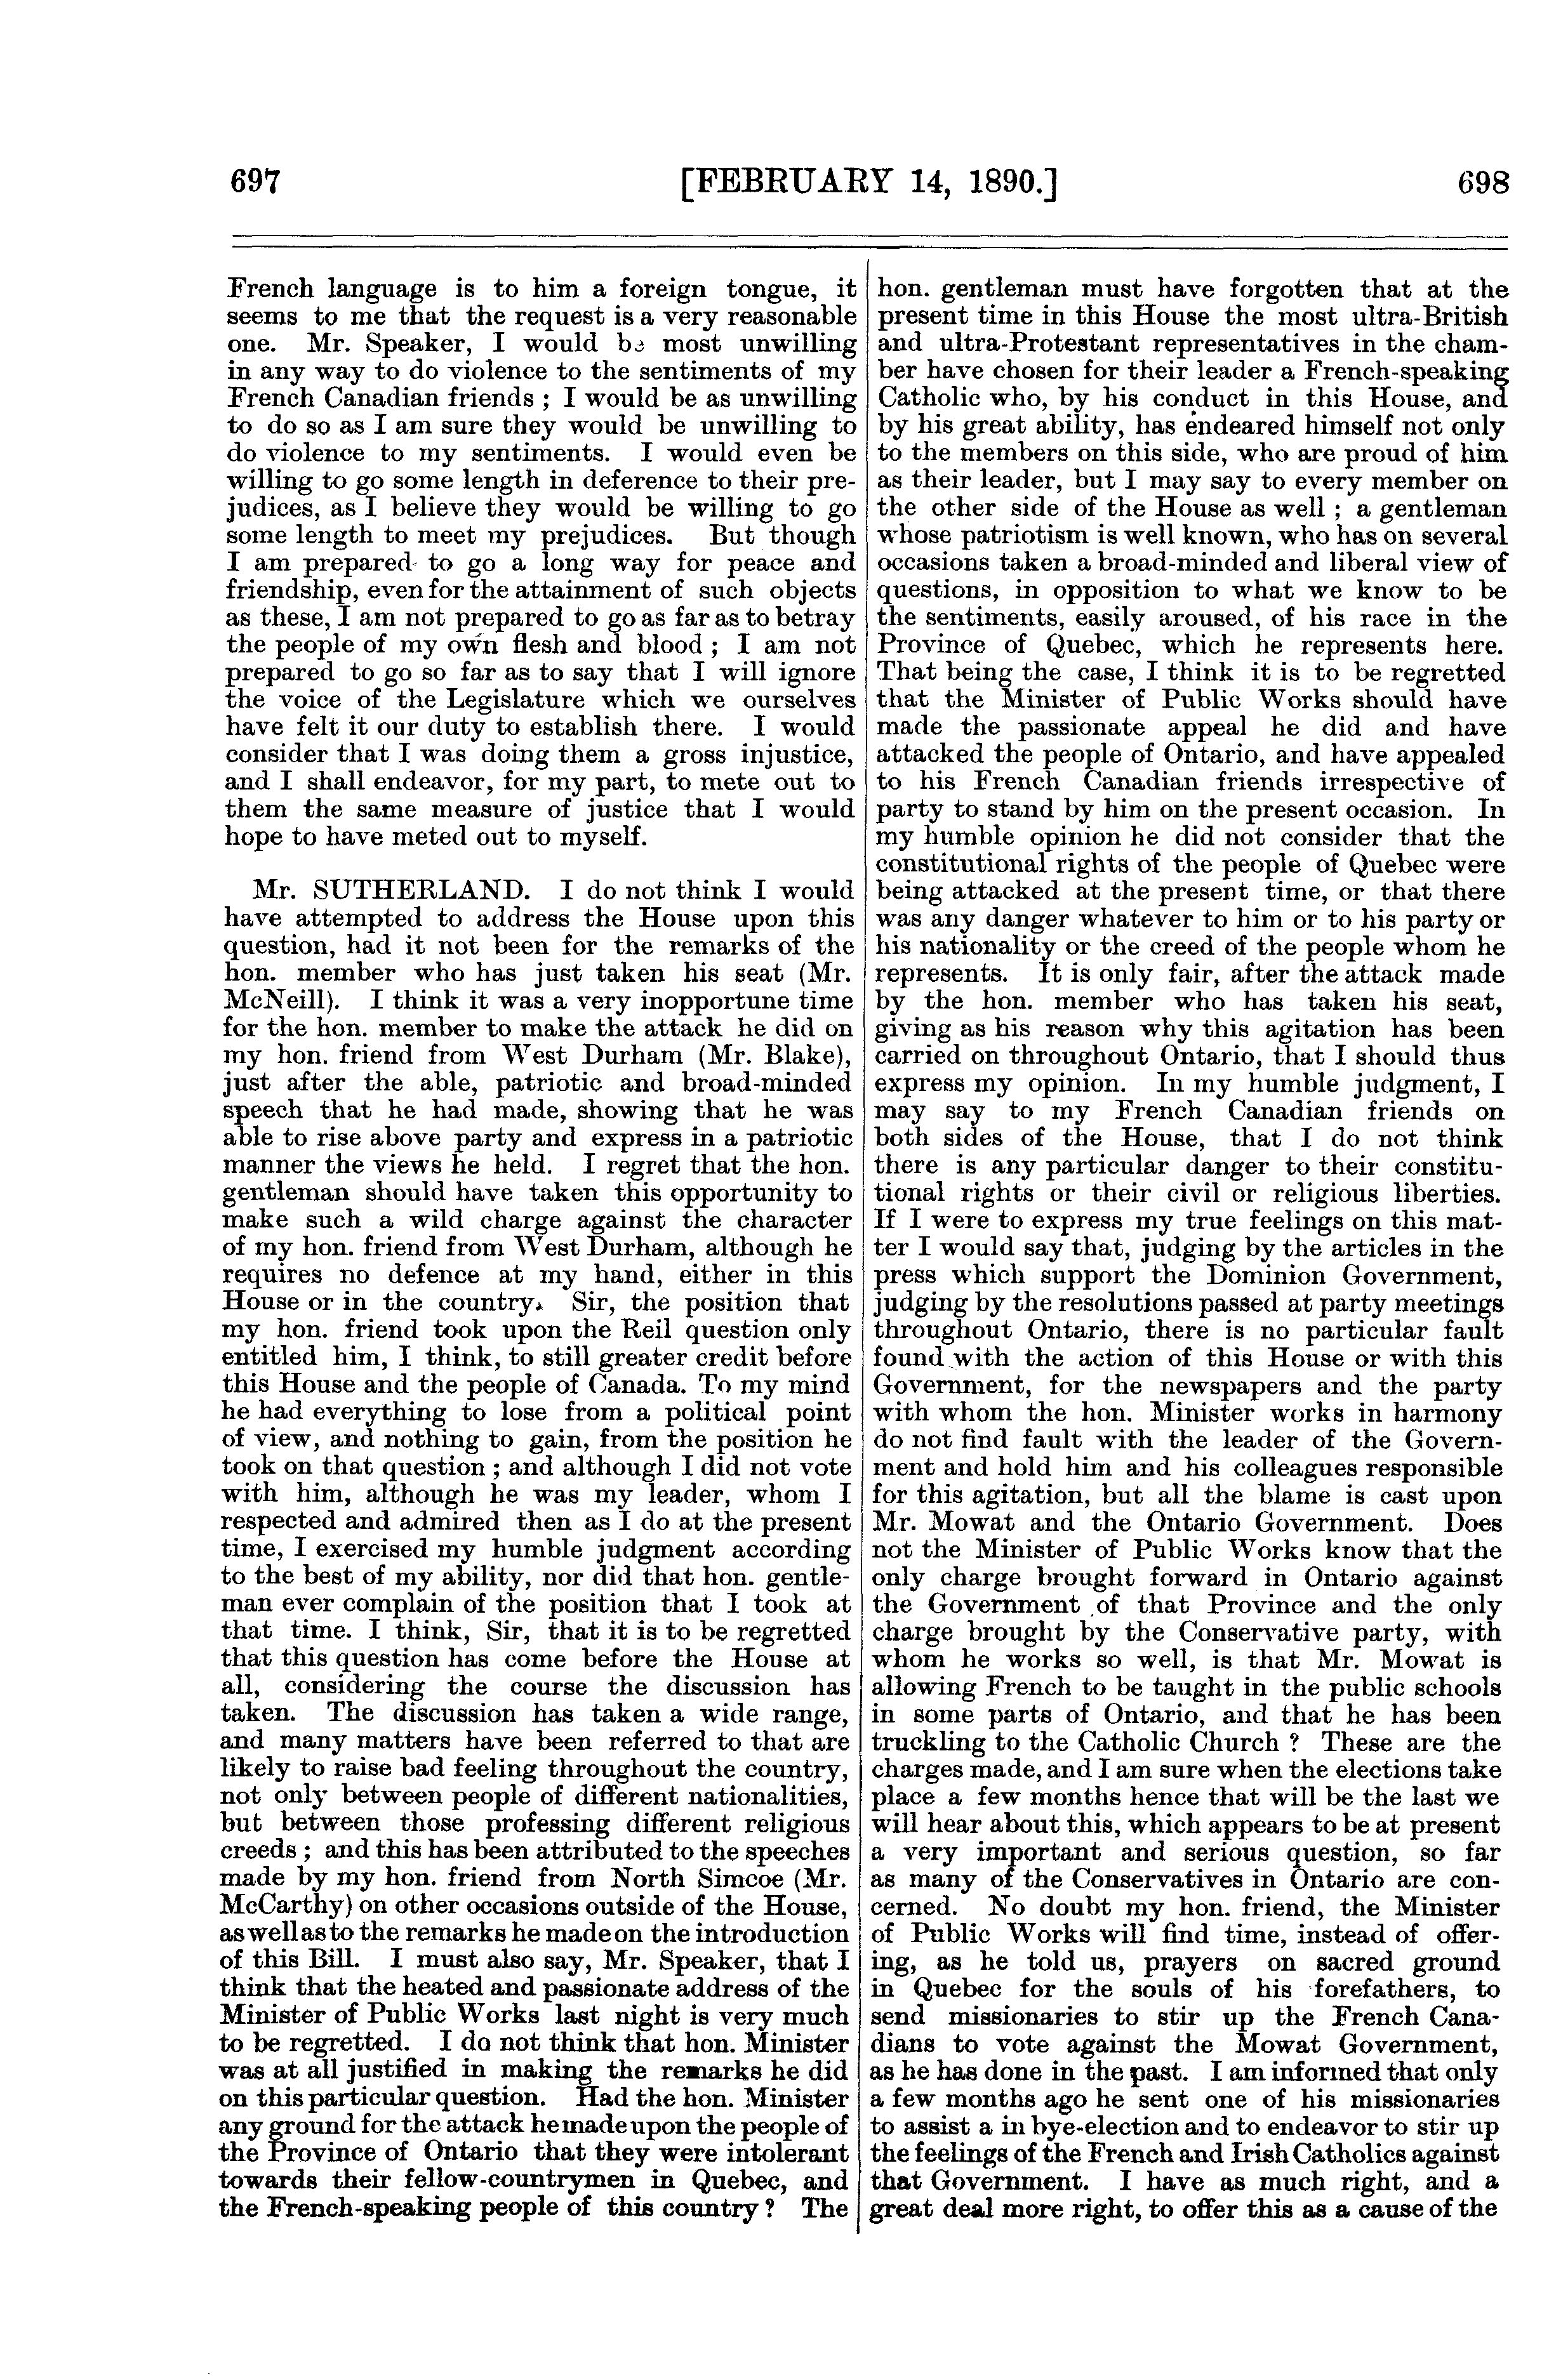 697 [FEBRUARY 14, 1890.] 698
French language is to him a foreign tongue, it
seems to me that the request is a very reasonable
one. Mr. Speaker, I would be most unwilling
in any way to do violence to the sentiments of my
French Canadian friends ; I would be as unwilling
to do so as I am sure they would be unwilling to
do violence to my sentiments. I would even be
willing to go some length in deference to their pre-
judices, as I believe they would be willing to go
some length to meet my prejudices. But though
I am prepared to go a long way for peace and
friendship, even for the attainment of such objects
as these, I am not prepared to go as far as to betray
the people of my own flesh and blood ; I am not
prepared to go so far as to say that I will ignore
the voice of the Legislature which we ourselves
have felt it our duty to establish there. I would
consider that I was doing them a gross injustice,
and I shall endeavor, for my part, to mete out to
them the same measure of justice that I would
hope to have meted out to myself.
Mr. SUTHERLAND. I do not think I would
have attempted to address the House upon this
question, had it not been for the remarks of the
hon. member who has just taken his seat (Mr.
McNeill). I think it was a very inopportune time
for the hon. member to make the attack he did on
my hon. friend from West Durham (Mr. Blake),
just after the able, patriotic and broad-minded
speech that he had made, showing that he was
able to rise above party and express in a patriotic
manner the views he held. I regret that the hon.
gentleman should have taken this opportunity to
make such a wild charge against the character
of my hon. friend from West Durham, although he
requires no defence at my hand, either in this
House or in the country. Sir, the position that
my hon. friend took upon the Reil question only
entitled him, I think, to still greater credit before
this House and the people of Canada. To my mind
he had everything to lose from a political point
of view, and nothing to gain, from the position he
took on that question ; and although I did not vote
with him, although he was my leader, whom I
respected and admired then as I do at the present
time, I exercised my humble judgment according
to the best of my ability, nor did that hon. gentle-
man ever complain of the position that I took at
that time. I think, Sir, that it is to be regretted
that this question has come before the House at
all, considering the course the discussion has
taken. The discussion has taken a wide range,
and many matters have been referred to that are
likely to raise bad feeling throughout the country,
not only between people of different nationalities,
but between those professing different religious
creeds ; and this has been attributed to the speeches
made by my hon. friend from North Simcoe (Mr.
McCarthy) on other occasions outside of the House,
as well as to the remarks he made on the introduction
of this Bill. I must also say, Mr. Speaker, that I
think that the heated and passionate address of the
Minister of Public Works last night is very much
to be regretted. I do not think that hon. Minister
was at all justified in making the remarks he did
on this particular question. Had the hon. Minister
any ground for the attack he made upon the people of
the Province of Ontario that they were intolerant
towards their fellow-countrymen in Quebec, and
the French-speaking people of this country ? The
hon. gentleman must have forgotten that at the
present time in this House the most ultra-British
and ultra-Protestant representatives in the cham-
ber have chosen for their leader a French-speaking
Catholic who, by his conduct in this House, and
by his great ability, has endeared himself not only
to the members on this side, who are proud of him
as their leader, but I may say to every member on
the other side of the House as well ; a gentleman
whose patriotism is well known, who has on several
occasions taken a broad-minded and liberal view of
questions, in opposition to what we know to be
the sentiments, easily aroused, of his race in the
Province of Quebec, which he represents here.
That being the case, I think it is to be regretted
that the Minister of Public Works should have
made the passionate appeal he did and have
attacked the people of Ontario, and have appealed
to his French Canadian friends irrespective of
party to stand by him on the present occasion. In
my humble opinion he did not consider that the
constitutional rights of the people of Quebec were
being attacked at the present time, or that there
was any danger whatever to him or to his party or
his nationality or the creed of the people whom he
represents. It is only fair, after the attack made
by the hon. member who has taken his seat,
giving as his reason why this agitation has been
carried on throughout Ontario, that I should thus
express my opinion. In my humble judgment, I
may say to my French Canadian friends on
both sides of the House, that I do not think
there is any particular danger to their constitu-
tional rights or their civil or religious liberties.
If I were to express my true feelings on this mat-
ter I would say that, judging by the articles in the
press which support the Dominion Government,
judging by the resolutions passed at party meetings
throughout Ontario, there is no particular fault
found with the action of this House or with this
Government, for the newspapers and the party
with whom the hon. Minister works in harmony
do not find fault with the leader of the Govern-
ment and hold him and his colleagues responsible
for this agitation, but all the blame is cast upon
Mr. Mowat and the Ontario Government. Does
not the Minister of Public Works know that the
only charge brought forward in Ontario against
the Government of that Province and the only
charge brought by the Conservative party, with
whom he works so well, is that Mr. Mowat is
allowing French to be taught in the public schools
in some parts of Ontario, and that he has been
truckling to the Catholic Church ? These are the
charges made, and I am sure when the elections take
place a few months hence that will be the last we
will hear about this, which appears to be at present
a very important and serious question, so far
as many of the Conservatives in Ontario are con-
cerned. No doubt my hon. friend, the Minister
of Public Works will find time, instead of offer-
ing, as he told us, prayers on sacred ground
in Quebec for the souls of his forefathers, to
send missionaries to stir up the French Cana-
dians to vote against the Mowat Government,
as he has done in the past. I am informed that only
a few months ago he sent one of his missionaries
to assist a in bye-election and to endeavor to stir up
the feelings of the French and Irish Catholics against
that Government. I have as much right, and a
great deal more right, to offer this as a cause of the